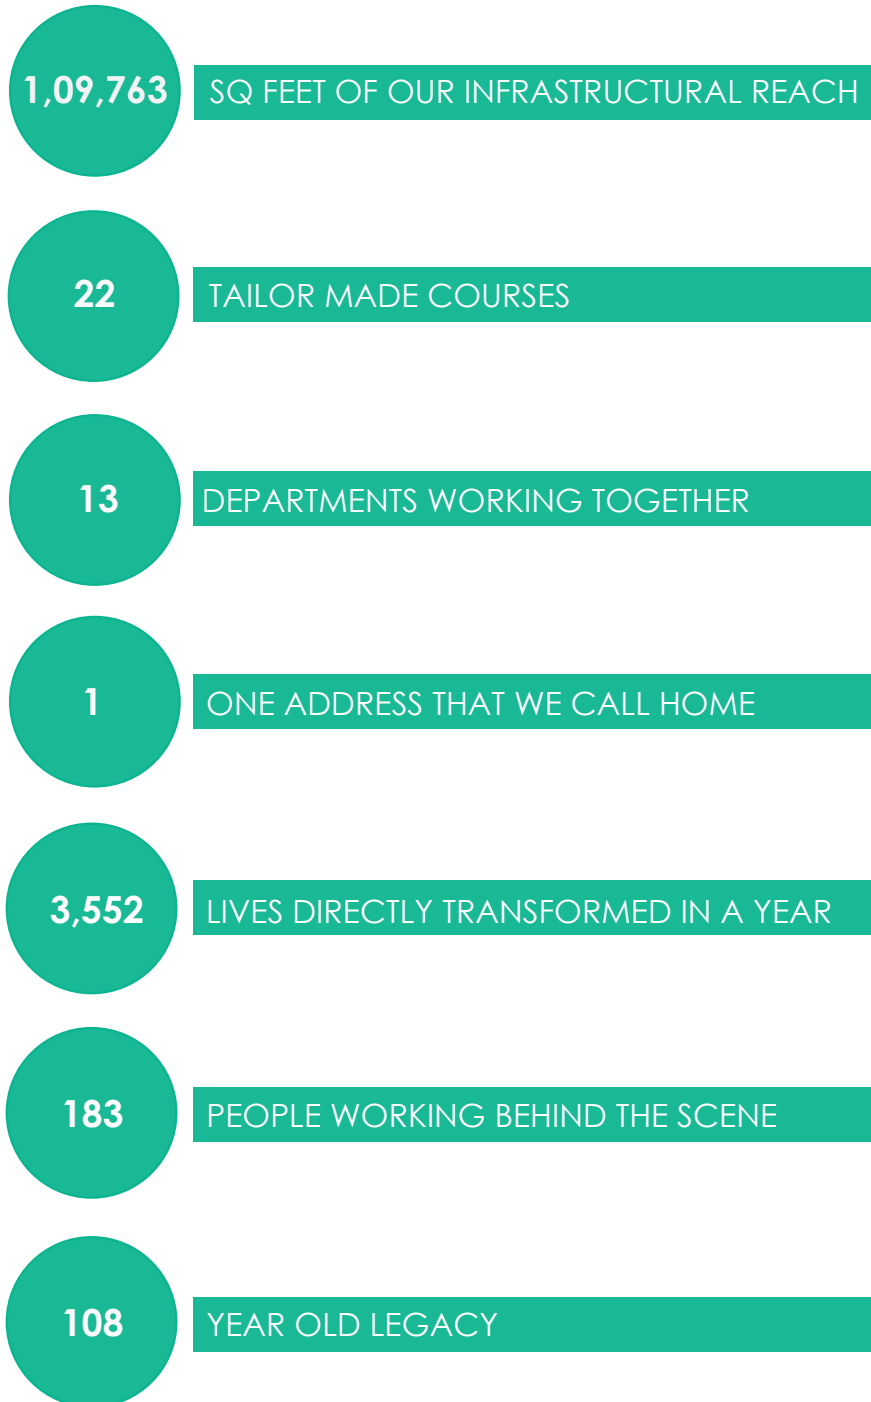 1,09,763 SQ FEET OF OUR INFRASTRUCTURAL REACH
22 TAILOR MADE COURSES
13 DEPARTMENTS WORKING TOGETHER
1 ONE ADDRESS THAT WE CALL HOME
3,552 LIVES DIRECTLY TRANSFORMED IN A YEAR
183 PEOPLE WORKING BEHIND THE SCENE
108 YEAR OLD LEGACY